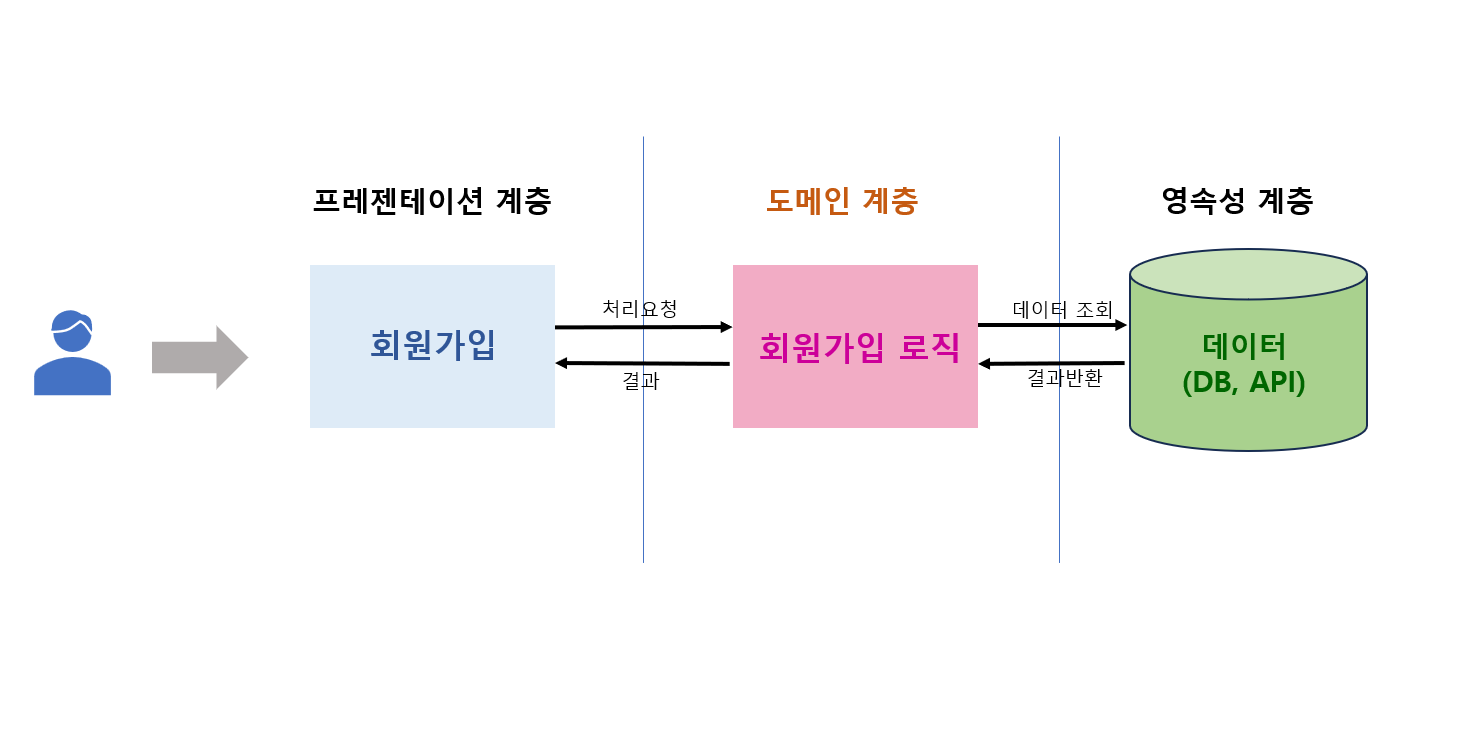 프레젠테이션 계층
도메인 계층
영속성 계층
회원가입
처리요청
결과
회원가입 로직
데이터 조회
결과반환
데이터
(DB, API)